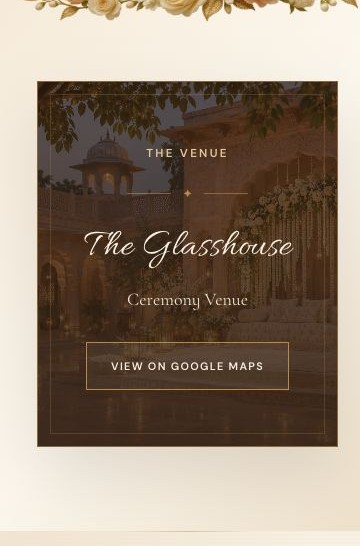 THE VENUE
The Glasshouse
Ceremony Venue
VIEW ON GOOGLE MAPS